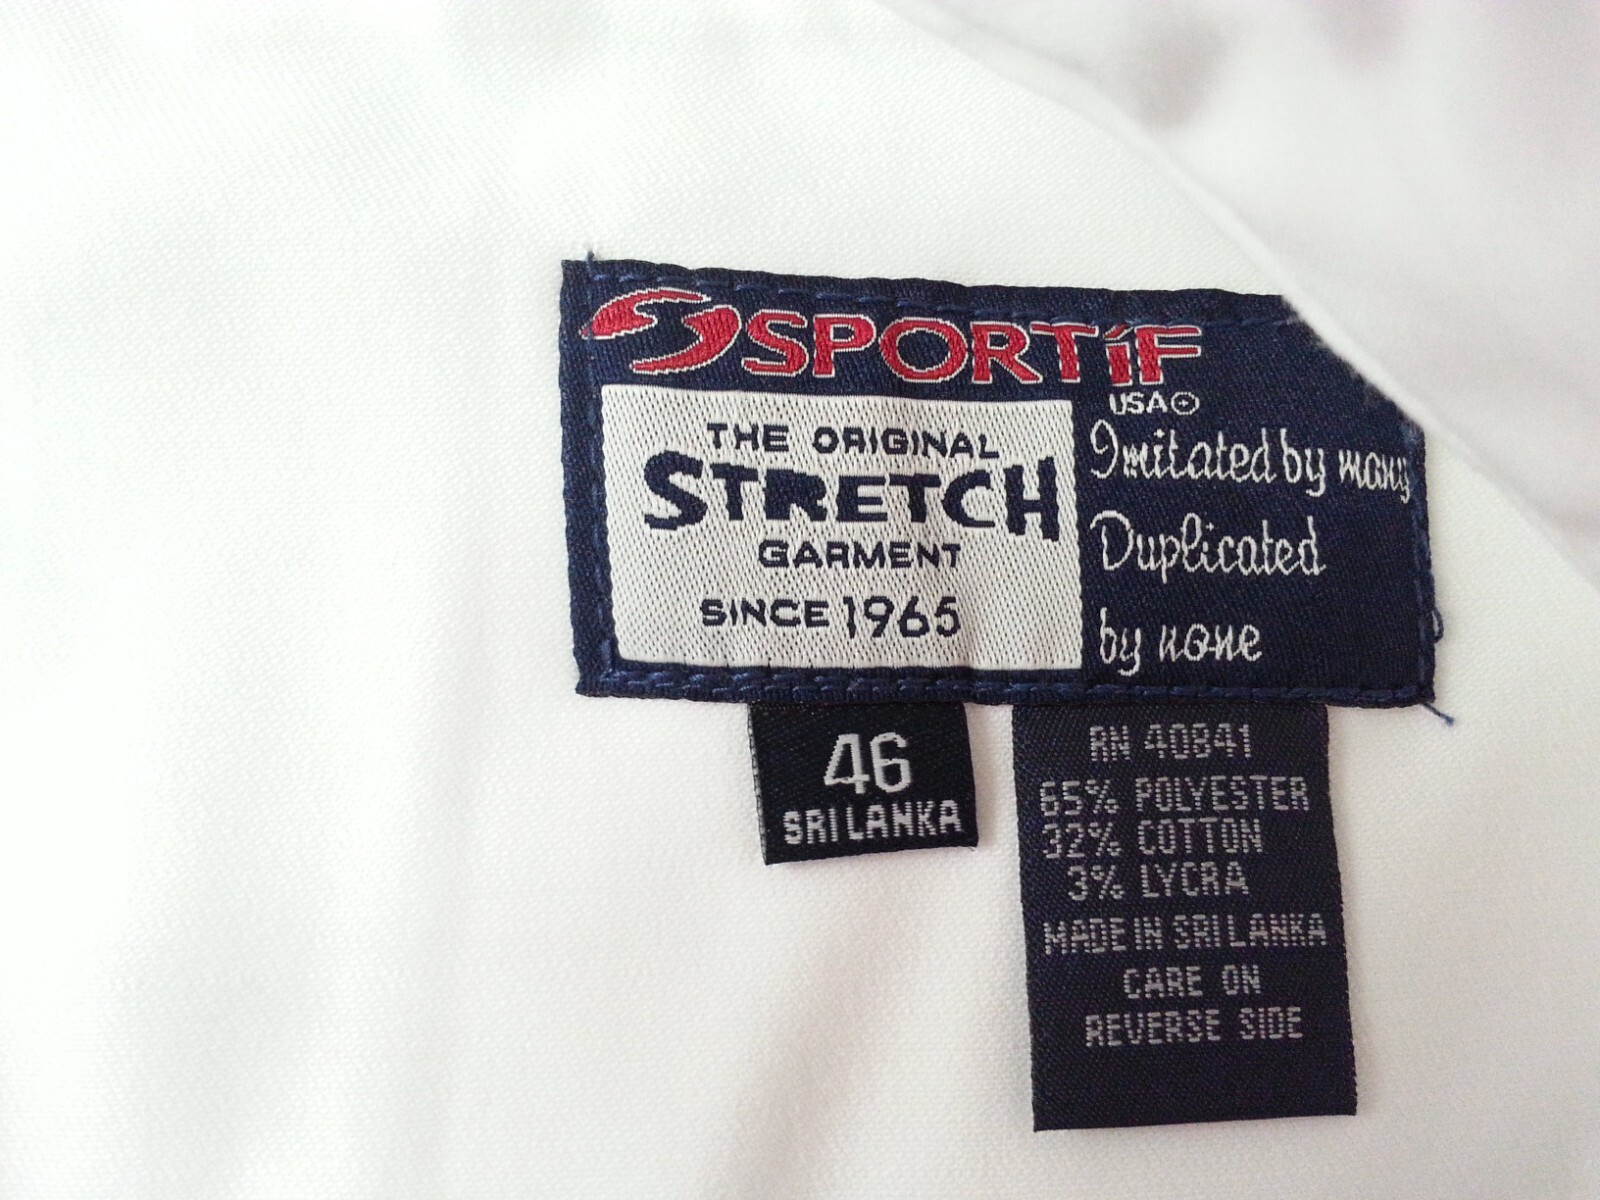 SPORTíF
USA
THE ORIGINAL
STRETCH
GARMENT
SINCE 1965
Imitated by many
Duplicated
by none
46
SRI LANKA
RN 40841
65% POLYESTER
32% COTTON
3% LYCRA
MADE IN SRI LANKA
CARE ON
REVERSE SIDE